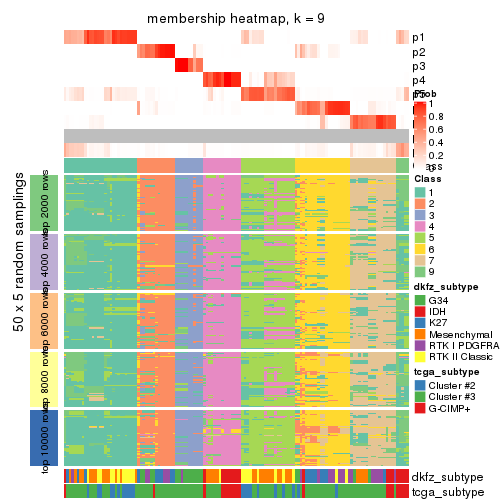 membership heatmap, k = 9
p1
p2
p3
p4
Prob
1
0.8
0.6
0.4
0.2
0
Class
1
2
3
4
5
6
7
9
dkfz_subtype
G34
IDH
K27
Mesenchymal
RTK I PDGFRA
RTK II Classic
tcga_subtype
Cluster #2
Cluster #3
G-CIMP+
50 x 5 random samplings
top 2000 rows
top 4000 rows
top 6000 rows
top 8000 rows
top 10000 rows
dkfz_subtype
tcga_subtype